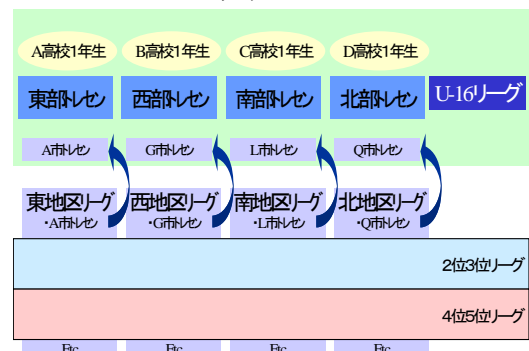 A高校1年生 B高校1年生 C高校1年生 D高校1年生
東部トレセン 西部トレセン 南部トレセン 北部トレセン U-16リーグ
A市トレセン G市トレセン L市トレセン Q市トレセン
東地区リーグ 西地区リーグ 南地区リーグ 北地区リーグ
・A市トレセン ・G市トレセン ・L市トレセン ・Q市トレセン
2位3位リーグ
4位5位リーグ
Etc Etc Etc Etc